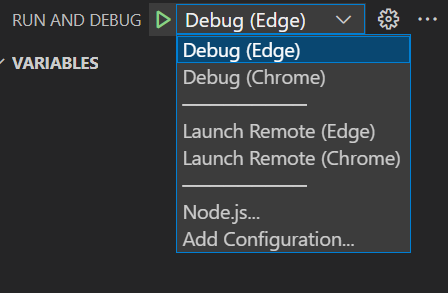 RUN AND DEBUG Debug (Edge)
Debug (Edge)
Debug (Chrome)
VARIABLES
Launch Remote (Edge)
Launch Remote (Chrome)
Node.js...
Add Configuration...